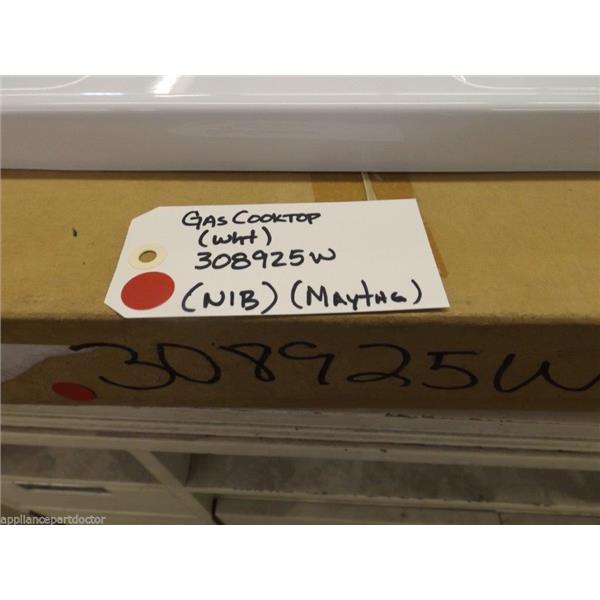 GAS COOKTOP
(Wht)
308925W
(NIB) (MAYTAG)
308925W
appliancepartdoctor